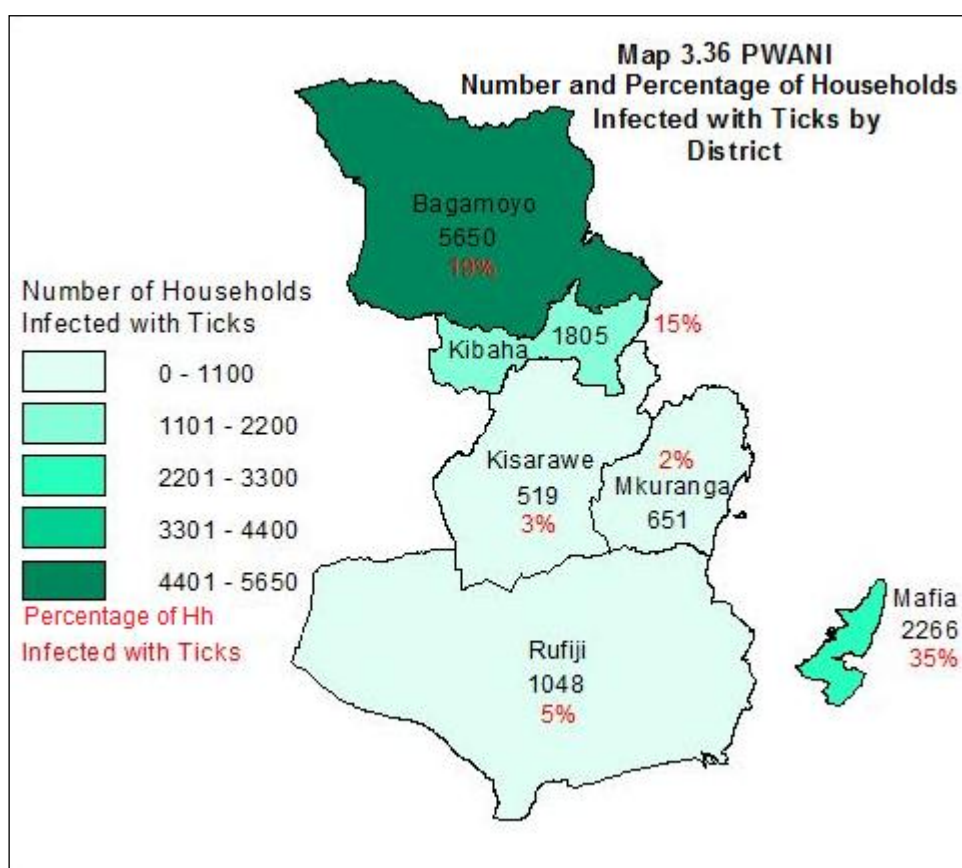 Map 3.36 PWANI
Number and Percentage of Households
Infected with Ticks by
District
Bagamoyo
5650
19%
Number of Households
Infected with Ticks
0 - 1100
1101 - 2200
2201 - 3300
3301 - 4400
4401 - 5650
Percentage of Hh
Infected with Ticks
Kibaha
1805
15%
Kisarawe
519
3%
2%
Mkuranga
651
Mafia
2266
35%
Rufiji
1048
5%